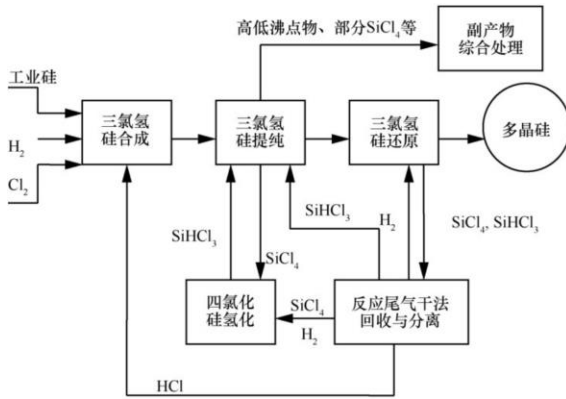 高低沸点物、部分SiCl₄等
副产物
综合处理
工业硅
H₂
Cl₂
三氯氢
硅合成
三氯氢
硅提纯
三氯氢
硅还原
多晶硅
SiHCl₃
SiCl₄
SiHCl₃
H₂
SiCl₄, SiHCl₃
四氯化
硅氢化
SiCl₄
H₂
反应尾气干法
回收与分离
HCl